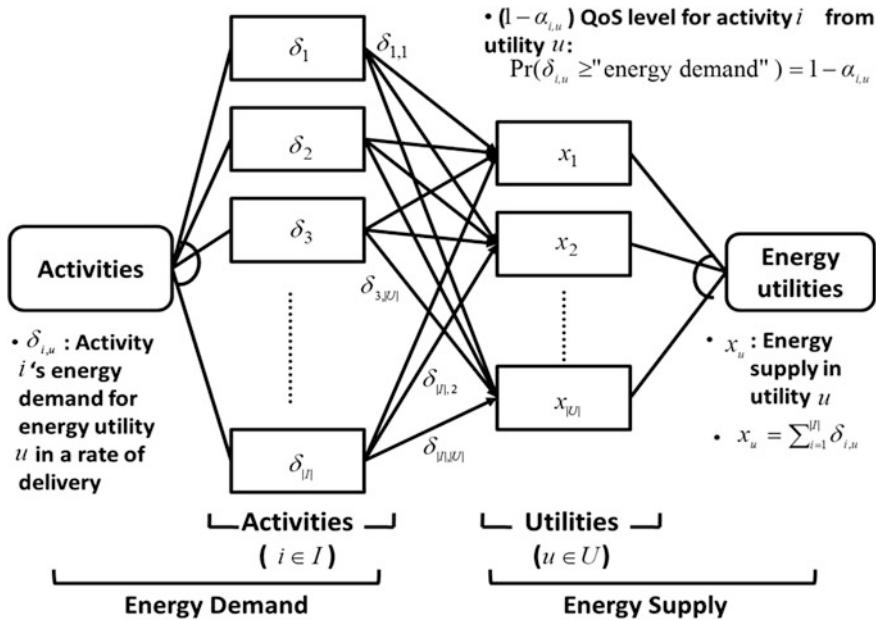 • (1 − α_{i,u}) QoS level for activity i from
utility u:
Pr(δ_{i,u} ≥"energy demand" ) = 1 − α_{i,u}
δ_1
δ_{1,1}
δ_2
x_1
δ_3
x_2
Activities
Energy
utilities
δ_{3,|U|}
• δ_{i,u} : Activity
i 's energy
demand for
energy utility
u in a rate of
delivery
• x_u : Energy
supply in
utility u
• x_u = ∑_{i=1}^{|I|} δ_{i,u}
δ_{|I|,2}
x_{|U|}
δ_{|I|,|U|}
δ_{|I|}
Activities
( i ∈ I )
Utilities
(u ∈ U)
Energy Demand
Energy Supply